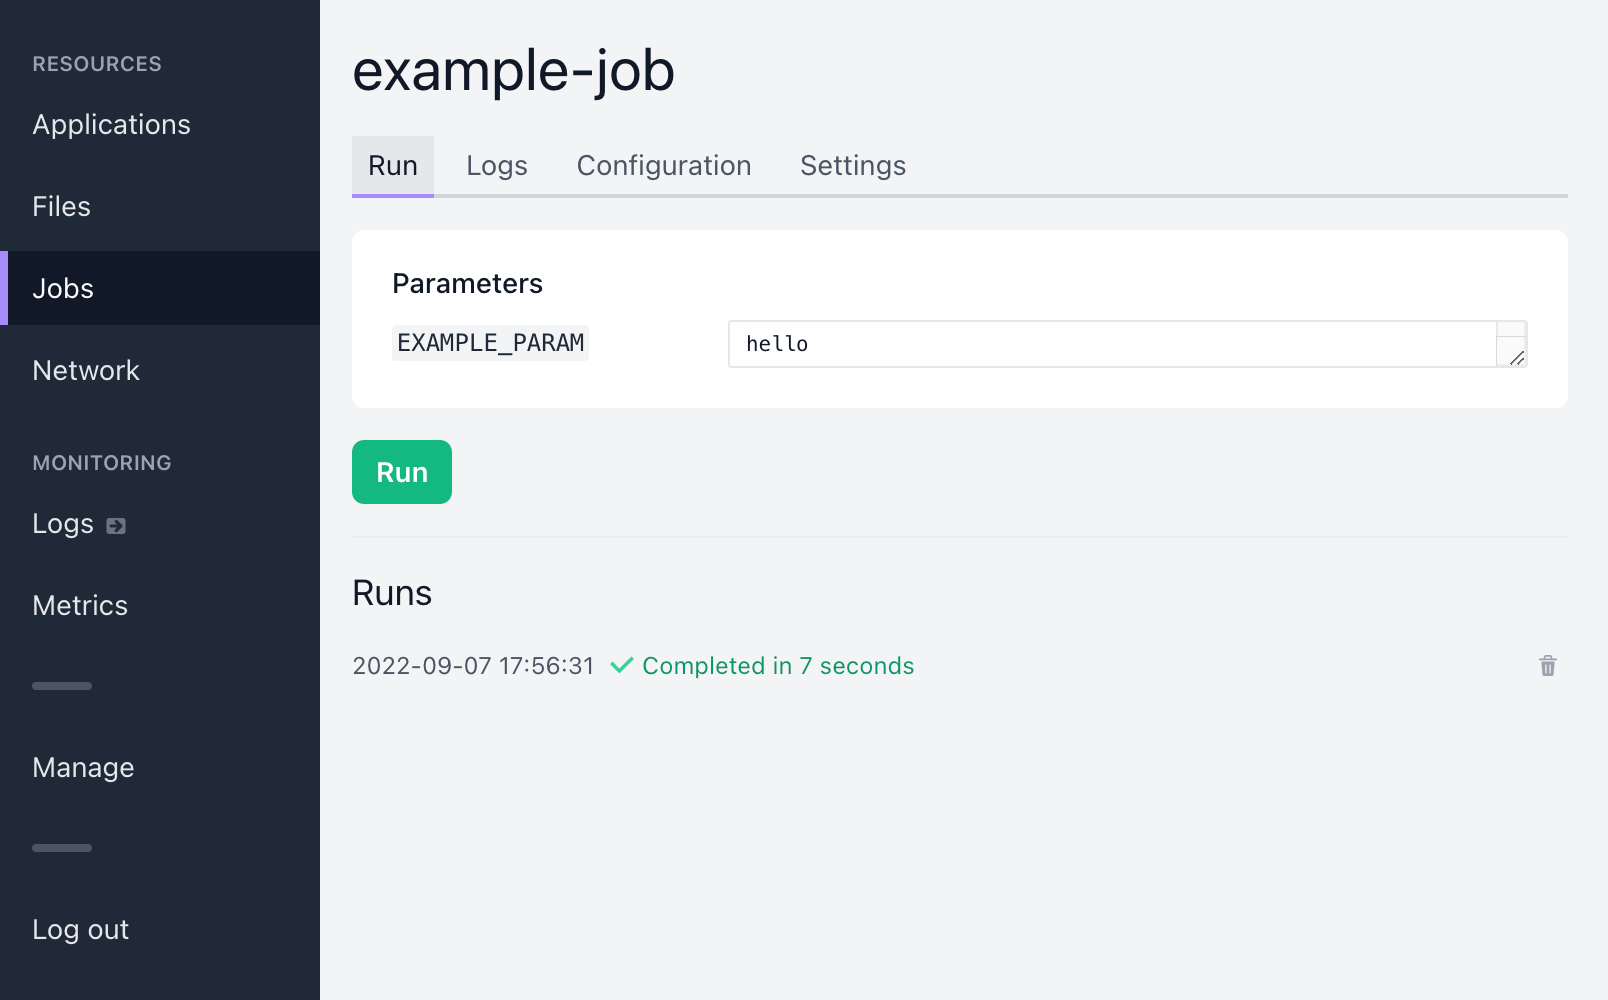 RESOURCES
Applications
Files
Jobs
Network
MONITORING
Logs
Metrics
Manage
Log out
example-job
Run Logs Configuration Settings
Parameters
EXAMPLE_PARAM hello
Run
Runs
2022-09-07 17:56:31 Completed in 7 seconds